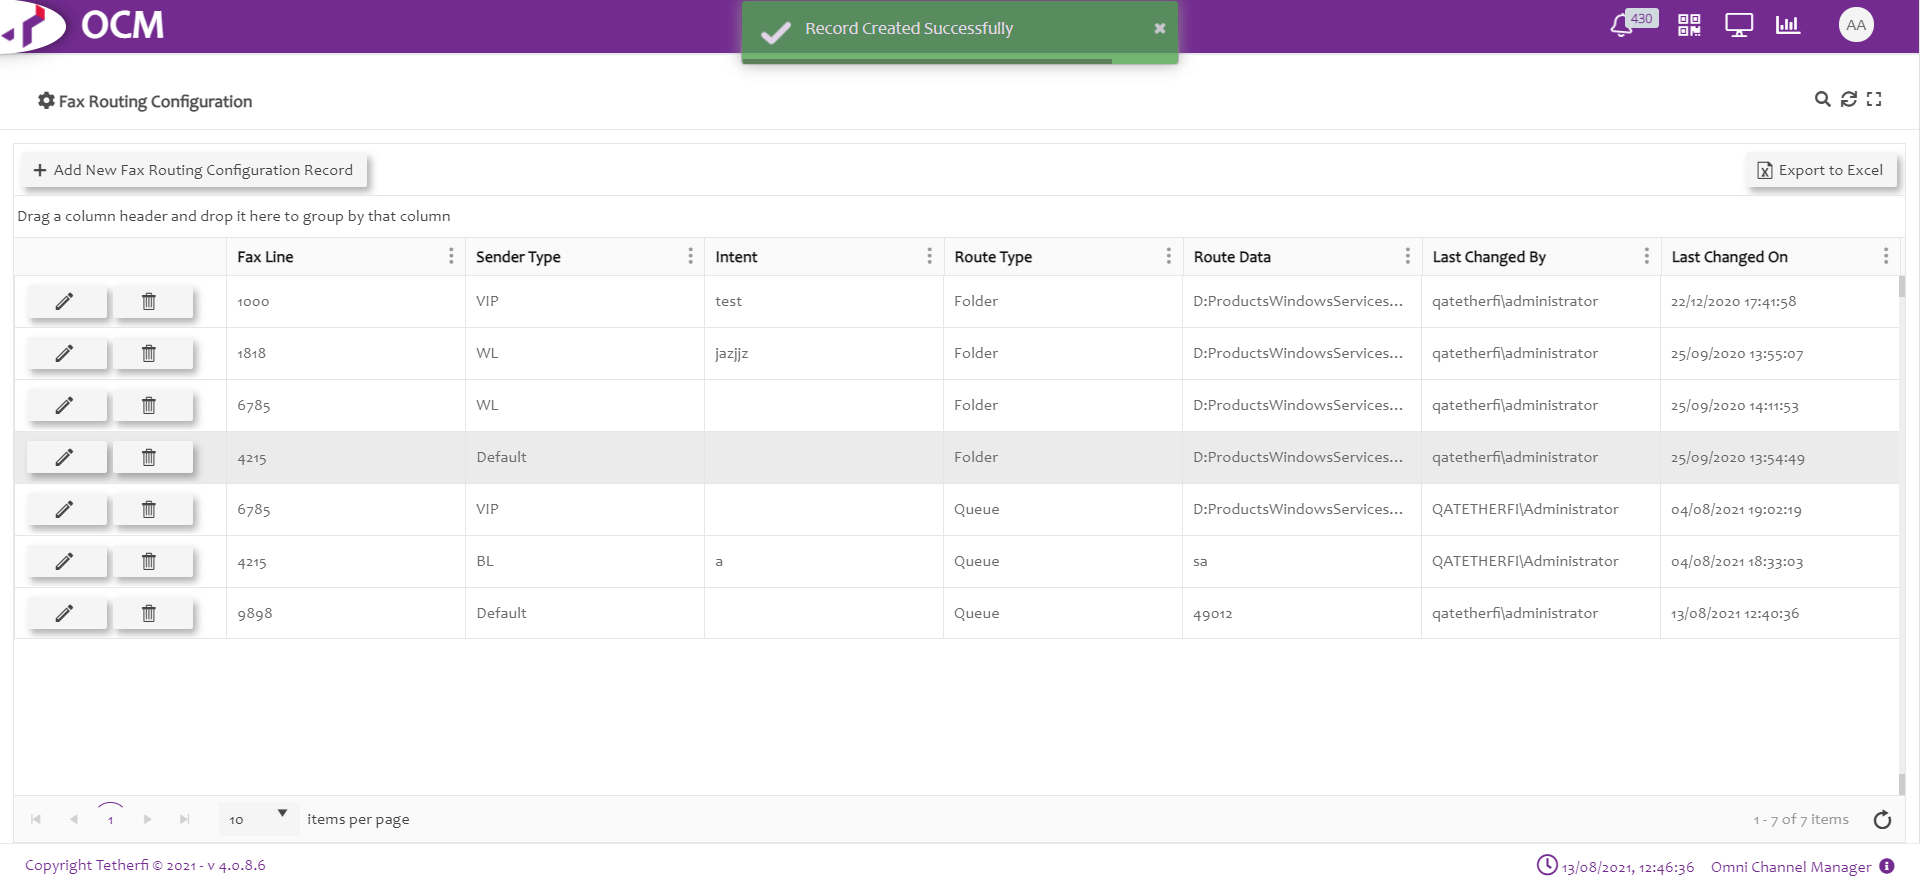 OCM
Record Created Successfully
430
AA
Fax Routing Configuration
Add New Fax Routing Configuration Record
Export to Excel
Drag a column header and drop it here to group by that column
Fax Line Sender Type Intent Route Type Route Data Last Changed By Last Changed On
1000 VIP test Folder D:ProductsWindowsServices... qatetherfi\administrator 22/12/2020 17:41:58
1818 WL jazjjz Folder D:ProductsWindowsServices... qatetherfi\administrator 25/09/2020 13:55:07
6785 WL Folder D:ProductsWindowsServices... qatetherfi\administrator 25/09/2020 14:11:53
4215 Default Folder D:ProductsWindowsServices... qatetherfi\administrator 25/09/2020 13:54:49
6785 VIP Queue D:ProductsWindowsServices... QATETHERFI\Administrator 04/08/2021 19:02:19
4215 BL a Queue sa QATETHERFI\Administrator 04/08/2021 18:33:03
9898 Default Queue 49012 qatetherfi\administrator 13/08/2021 12:40:36
1 10 items per page 1 - 7 of 7 items
Copyright Tetherfi © 2021 - v 4.0.8.6 13/08/2021, 12:46:36 Omni Channel Manager